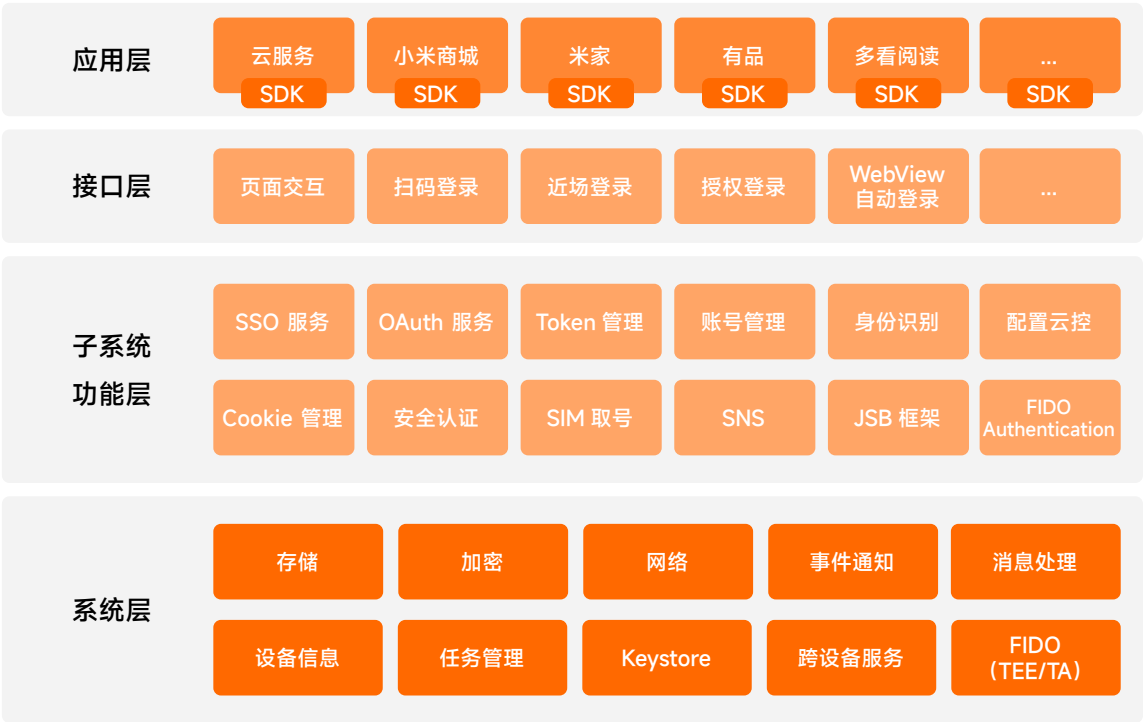 应用层
云服务
小米商城
米家
有品
多看阅读
...
SDK
SDK
SDK
SDK
SDK
SDK
接口层
页面交互
扫码登录
近场登录
授权登录
WebView
自动登录
...
子系统
功能层
SSO 服务
OAuth 服务
Token 管理
账号管理
身份识别
配置云控
Cookie 管理
安全认证
SIM 取号
SNS
JSB 框架
FIDO
Authentication
系统层
存储
加密
网络
事件通知
消息处理
设备信息
任务管理
Keystore
跨设备服务
FIDO
(TEE/TA)